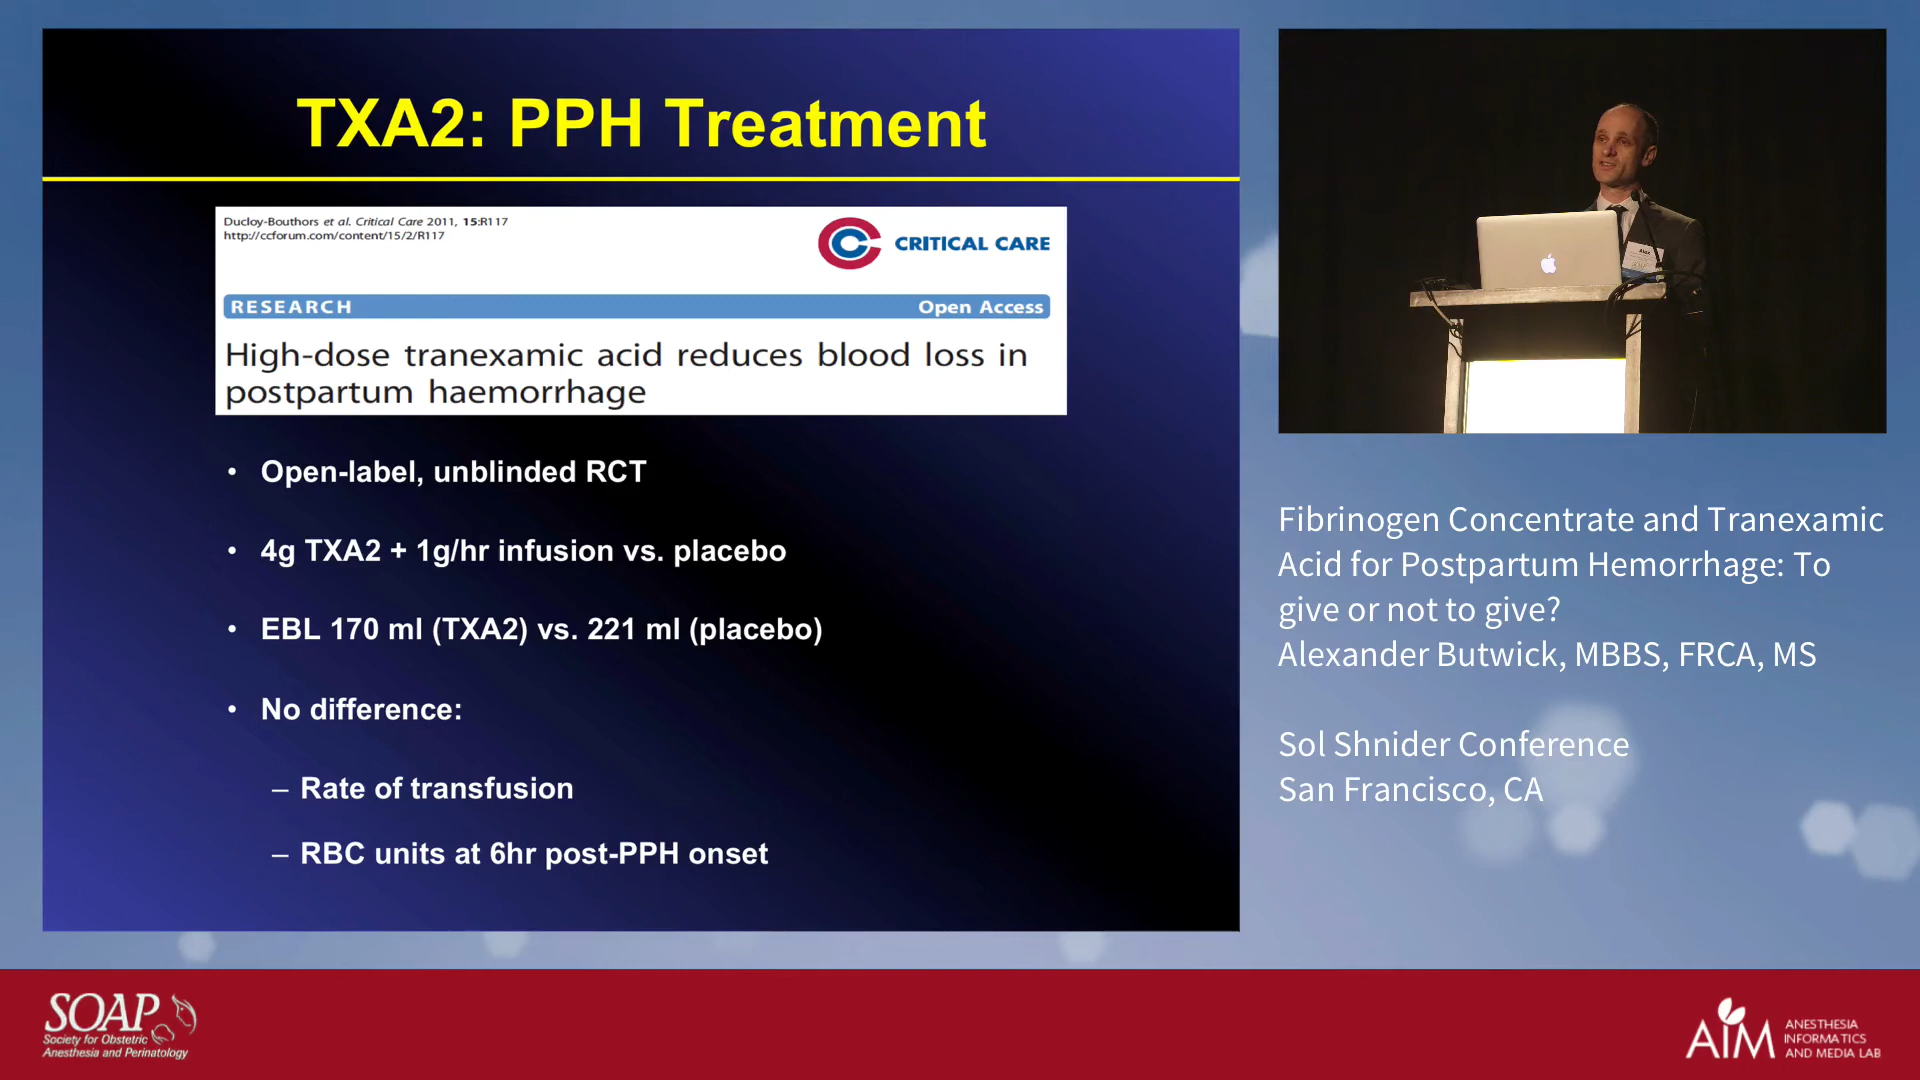 TXA2: PPH Treatment
Ducloy-Bouthors et al. Critical Care 2011, 15:R117
http://ccforum.com/content/15/2/R117
CRITICAL CARE
RESEARCH
Open Access
High-dose tranexamic acid reduces blood loss in
postpartum haemorrhage
• Open-label, unblinded RCT
• 4g TXA2 + 1g/hr infusion vs. placebo
• EBL 170 ml (TXA2) vs. 221 ml (placebo)
• No difference:
– Rate of transfusion
– RBC units at 6hr post-PPH onset
Fibrinogen Concentrate and Tranexamic
Acid for Postpartum Hemorrhage: To
give or not to give?
Alexander Butwick, MBBS, FRCA, MS
Sol Shnider Conference
San Francisco, CA
SOAP
Society for Obstetric
Anesthesia and Perinatology
AIM
ANESTHESIA
INFORMATICS
AND MEDIA LAB